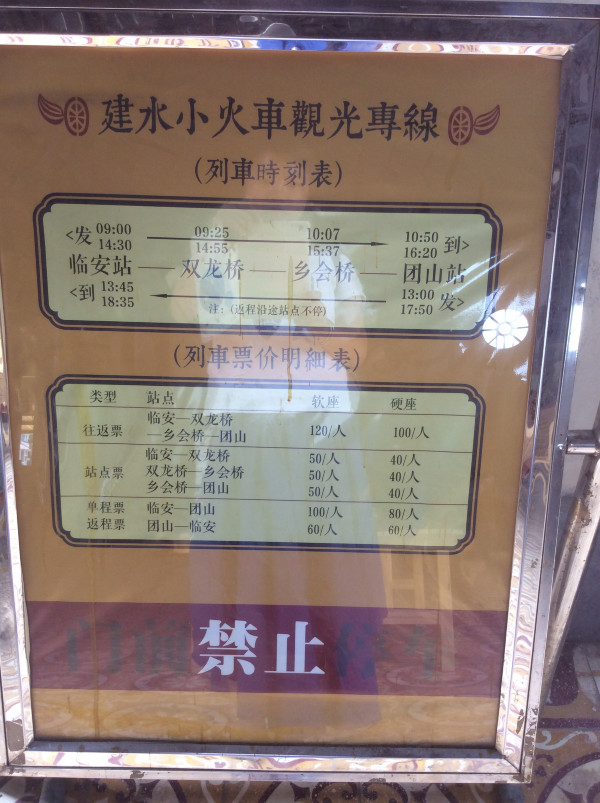 建水小火車觀光專線
(列車時刻表)
<发 09:00 09:25 10:07 10:50 到>
14:30 14:55 15:37 16:20
临安站—双龙桥—乡会桥—团山站
<到 13:45 13:00 发>
18:35 17:50
注:(返程沿途站点不停)
(列車票价明细表)
类型 站点 软座 硬座
往返票 临安—双龙桥—乡会桥—团山 120/人 100/人
站点票 临安—双龙桥 50/人 40/人
双龙桥—乡会桥 50/人 40/人
乡会桥—团山 50/人 40/人
单程票 临安—团山 100/人 80/人
返程票 团山—临安 60/人 60/人
禁止